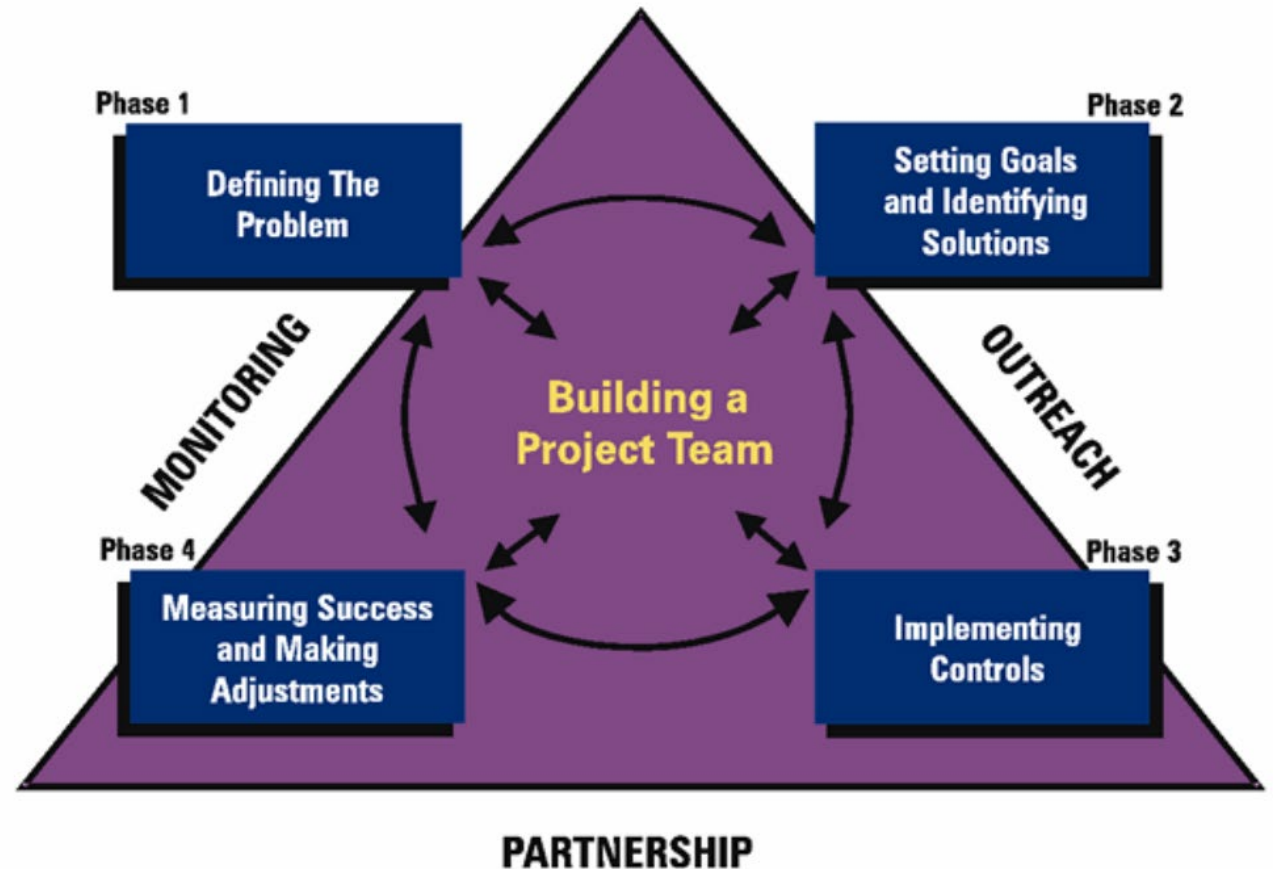 Phase 1
Defining The
Problem
Phase 2
Setting Goals
and Identifying
Solutions
MONITORING
OUTREACH
Building a
Project Team
Phase 4
Measuring Success
and Making
Adjustments
Phase 3
Implementing
Controls
PARTNERSHIP